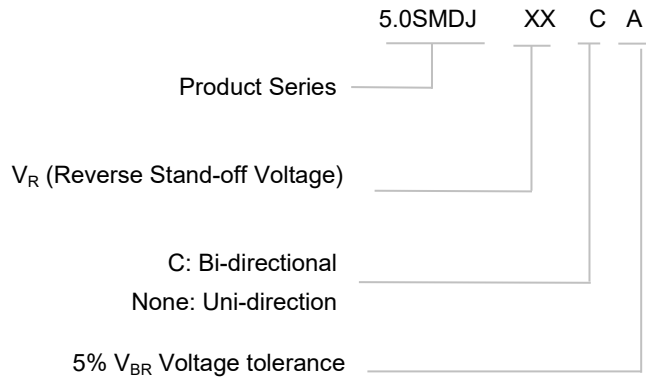 5.0SMDJ XX C A
Product Series
VR (Reverse Stand-off Voltage)
C: Bi-directional
None: Uni-direction
5% VBR Voltage tolerance